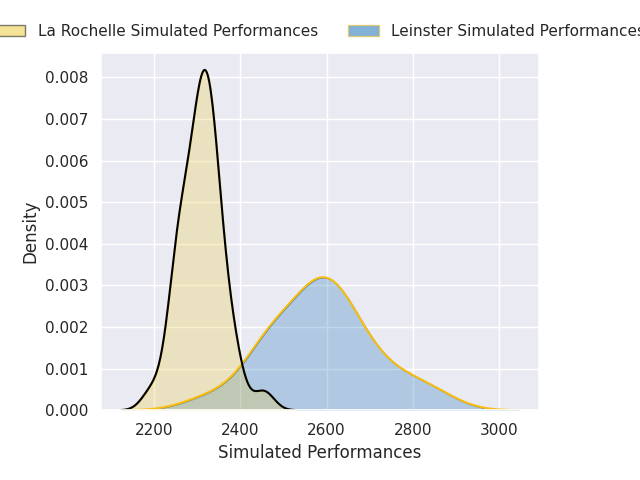 La Rochelle Simulated Performances
Leinster Simulated Performances
0.008
0.007
0.006
0.005
0.004
0.003
0.002
0.001
0.000
Density
2200 2400 2600 2800 3000
Simulated Performances